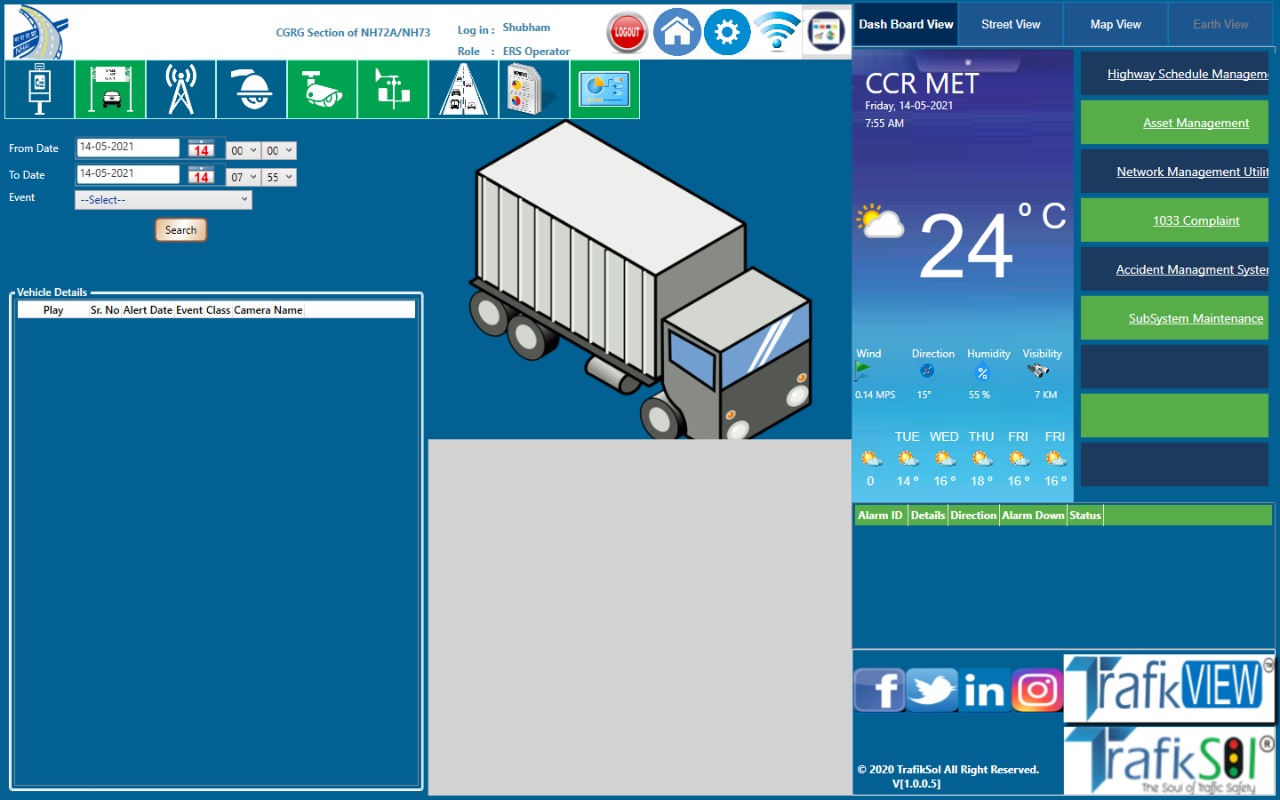 CGRG Section of NH72A/NH73
Log in : Shubham
Role : ERS Operator
LOGOUT
NHAI
From Date 14-05-2021 14 00 00
To Date 14-05-2021 14 07 55
Event --Select--
Search
Vehicle Details
Play Sr. No Alert Date Event Class Camera Name
Dash Board View Street View Map View Earth View
CCR MET
Friday, 14-05-2021
7:55 AM
24° C
Wind Direction Humidity Visibility
0.14 MPS 15° 55 % 7 KM
TUE WED THU FRI FRI
0 14 ° 16 ° 18 ° 16 ° 16 °
Highway Schedule Managem
Asset Management
Network Management Utilit
1033 Complaint
Accident Managment Syster
SubSystem Maintenance
Alarm ID Details Direction Alarm Down Status
TrafikVIEW TM
TrafikSOl ®
The Soul of Traffic Safety
© 2020 TrafikSol All Right Reserved.
V[1.0.0.5]